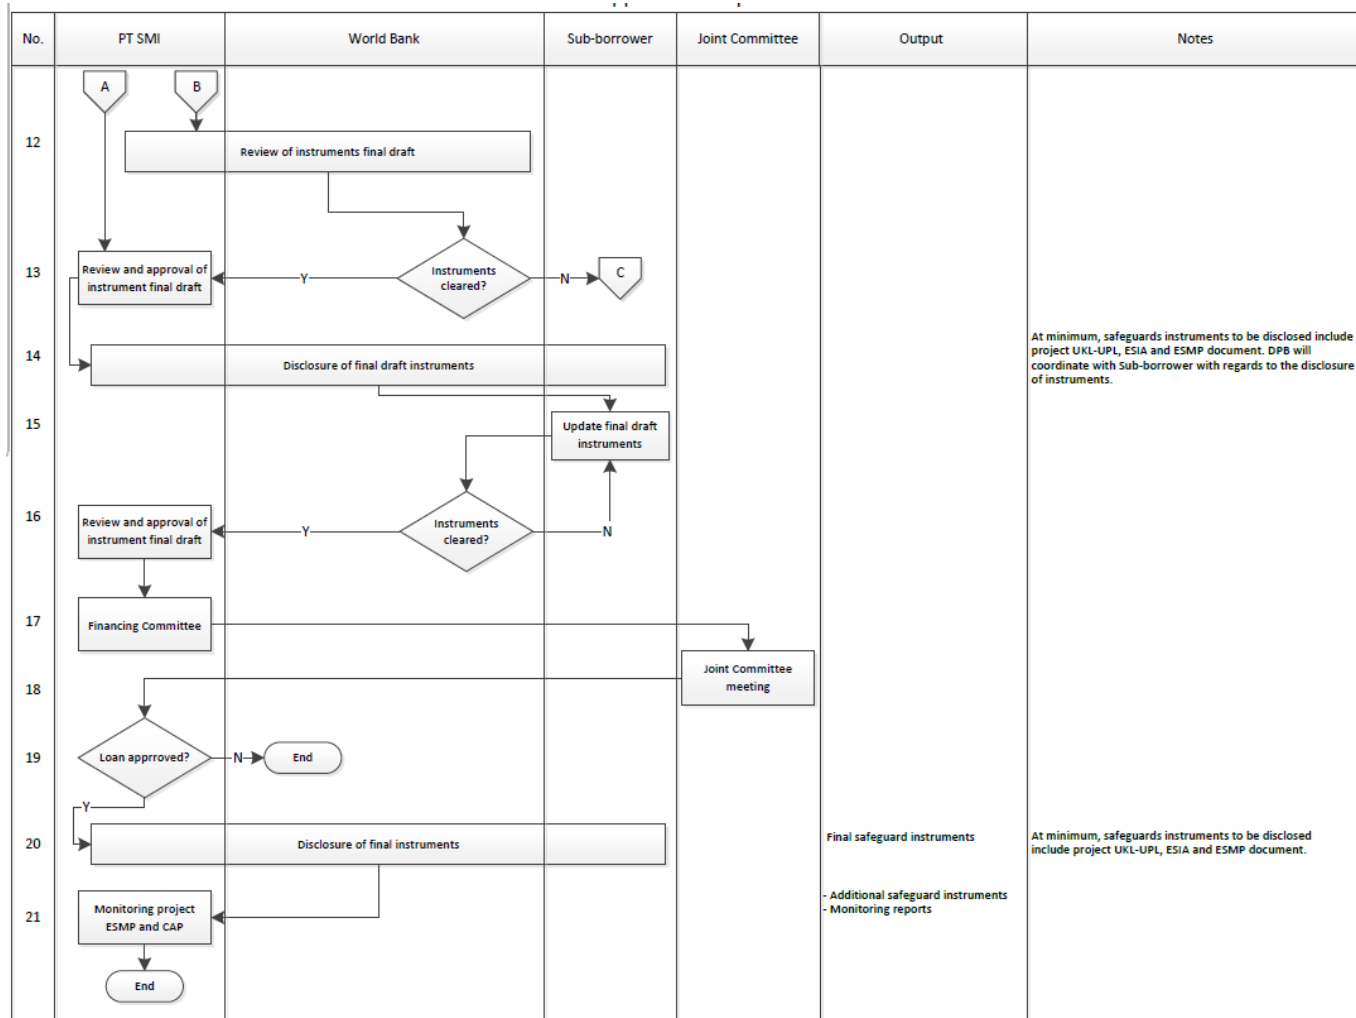 No.
PT SMI
World Bank
Sub-borrower
Joint Committee
Output
Notes
A
B
12
Review of instruments final draft
13
Review and approval of
instrument final draft
Y
Instruments
cleared?
N
C
14
Disclosure of final draft instruments
At minimum, safeguards instruments to be disclosed include
project UKL-UPL, ESIA and ESMP document. DPB will
coordinate with Sub-borrower with regards to the disclosure
of instruments.
15
Update final draft
instruments
16
Review and approval of
instrument final draft
Y
Instruments
cleared?
N
17
Financing Committee
18
Joint Committee
meeting
19
Loan apprroved?
N
End
Y
20
Disclosure of final instruments
Final safeguard instruments
At minimum, safeguards instruments to be disclosed
include project UKL-UPL, ESIA and ESMP document.
21
Monitoring project
ESMP and CAP
- Additional safeguard instruments
- Monitoring reports
End